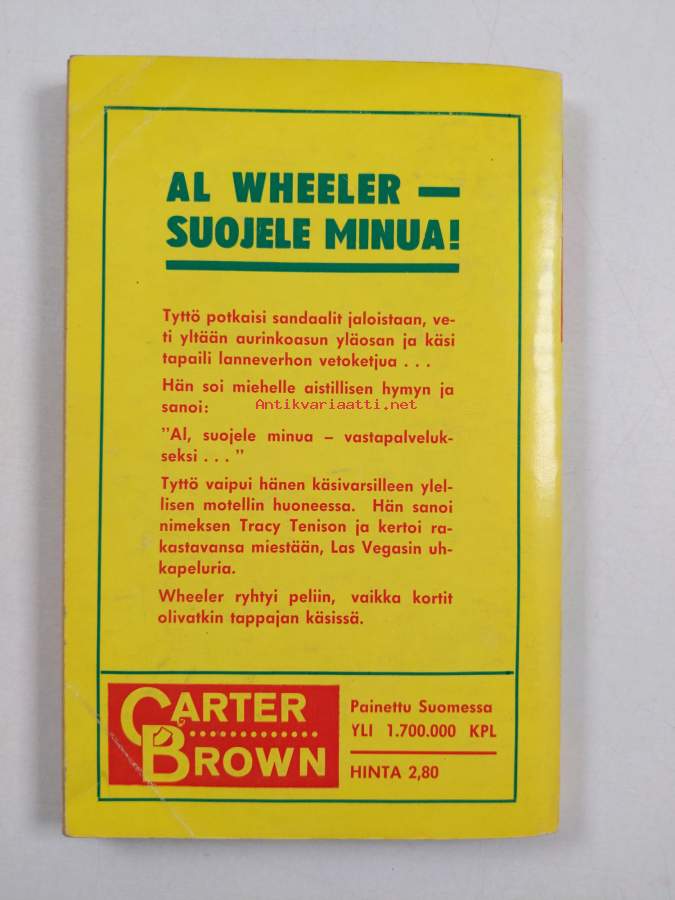 AL WHEELER —
SUOJELE MINUA!
Tyttö potkaisi sandaalit jaloistaan, ve-
ti yltään aurinkoasun yläosan ja käsi
tapaili lanneverhon vetoketjua . . .
Hän soi miehelle aistillisen hymyn ja
sanoi:
Antikvariaatti.net
"Al, suojele minua – vastapalveluk-
seksi . . ."
Tyttö vaipui hänen käsivarsilleen ylel-
lisen motellin huoneessa. Hän sanoi
nimeksen Tracy Tenison ja kertoi ra-
kastavansa miestään, Las Vegasin uh-
kapeluria.
Wheeler ryhtyi peliin, vaikka kortit
olivatkin tappajan käsissä.
CARTER
BROWN
Painettu Suomessa
YLI 1.700.000 KPL
HINTA 2,80